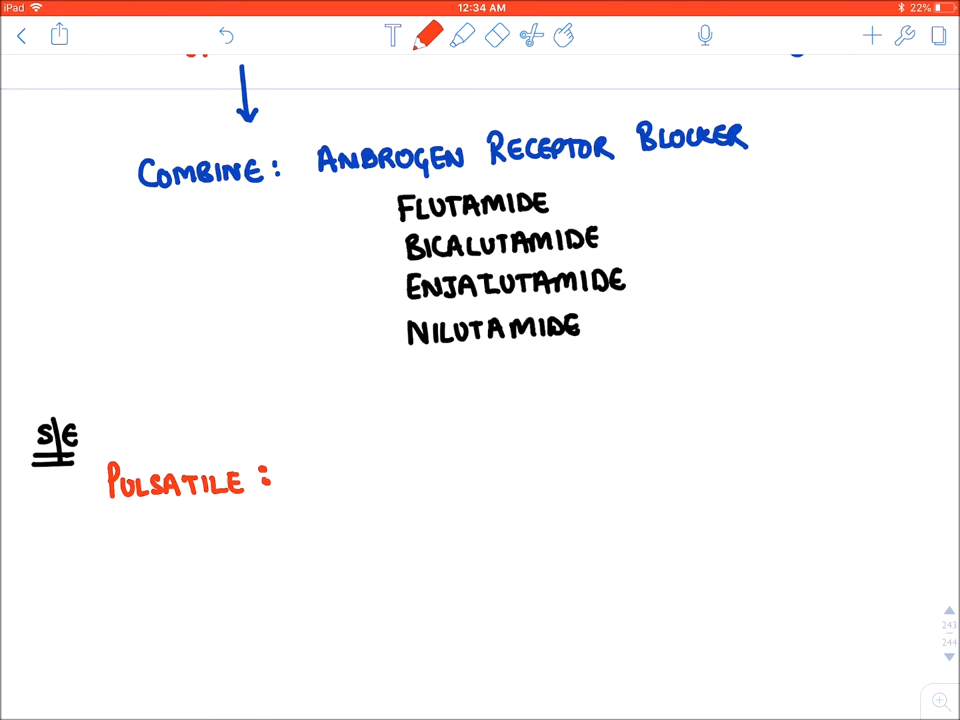 iPad 12:34 AM 22%
T
COMBINE: ANDROGEN RECEPTOR BLOCKER
FLUTAMIDE
BICALUTAMIDE
ENJALUTAMIDE
NILUTAMIDE
S/E
PULSATILE:
243
244